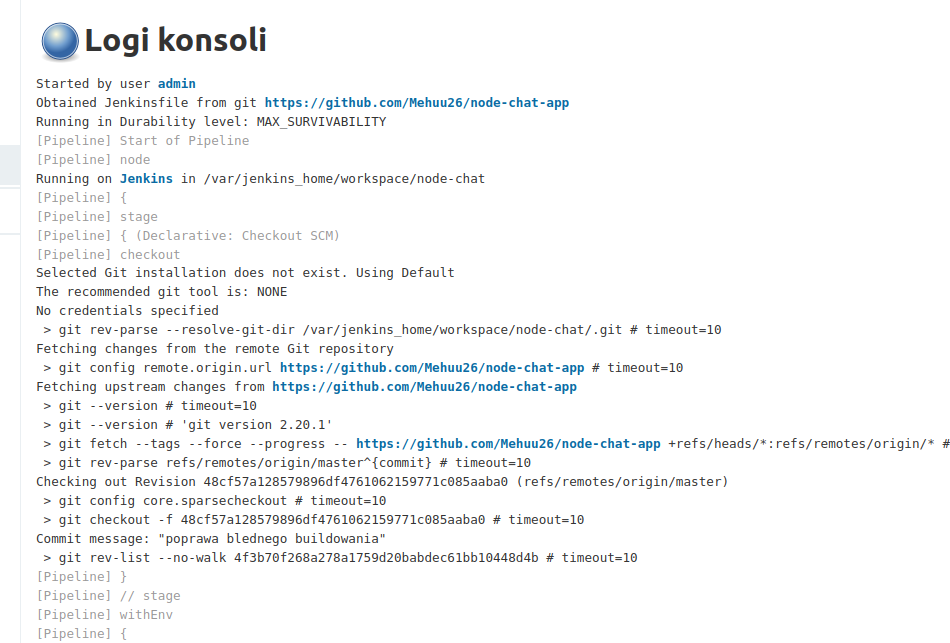 Logi konsoli
Started by user admin
Obtained Jenkinsfile from git https://github.com/Mehuu26/node-chat-app
Running in Durability level: MAX_SURVIVABILITY
[Pipeline] Start of Pipeline
[Pipeline] node
Running on Jenkins in /var/jenkins_home/workspace/node-chat
[Pipeline] {
[Pipeline] stage
[Pipeline] { (Declarative: Checkout SCM)
[Pipeline] checkout
Selected Git installation does not exist. Using Default
The recommended git tool is: NONE
No credentials specified
 > git rev-parse --resolve-git-dir /var/jenkins_home/workspace/node-chat/.git # timeout=10
Fetching changes from the remote Git repository
 > git config remote.origin.url https://github.com/Mehuu26/node-chat-app # timeout=10
Fetching upstream changes from https://github.com/Mehuu26/node-chat-app
 > git --version # timeout=10
 > git --version # 'git version 2.20.1'
 > git fetch --tags --force --progress -- https://github.com/Mehuu26/node-chat-app +refs/heads/*:refs/remotes/origin/* #
 > git rev-parse refs/remotes/origin/master^{commit} # timeout=10
Checking out Revision 48cf57a128579896df4761062159771c085aaba0 (refs/remotes/origin/master)
 > git config core.sparsecheckout # timeout=10
 > git checkout -f 48cf57a128579896df4761062159771c085aaba0 # timeout=10
Commit message: "poprawa blednego buildowania"
 > git rev-list --no-walk 4f3b70f268a278a1759d20babdec61bb10448d4b # timeout=10
[Pipeline] }
[Pipeline] // stage
[Pipeline] withEnv
[Pipeline] {